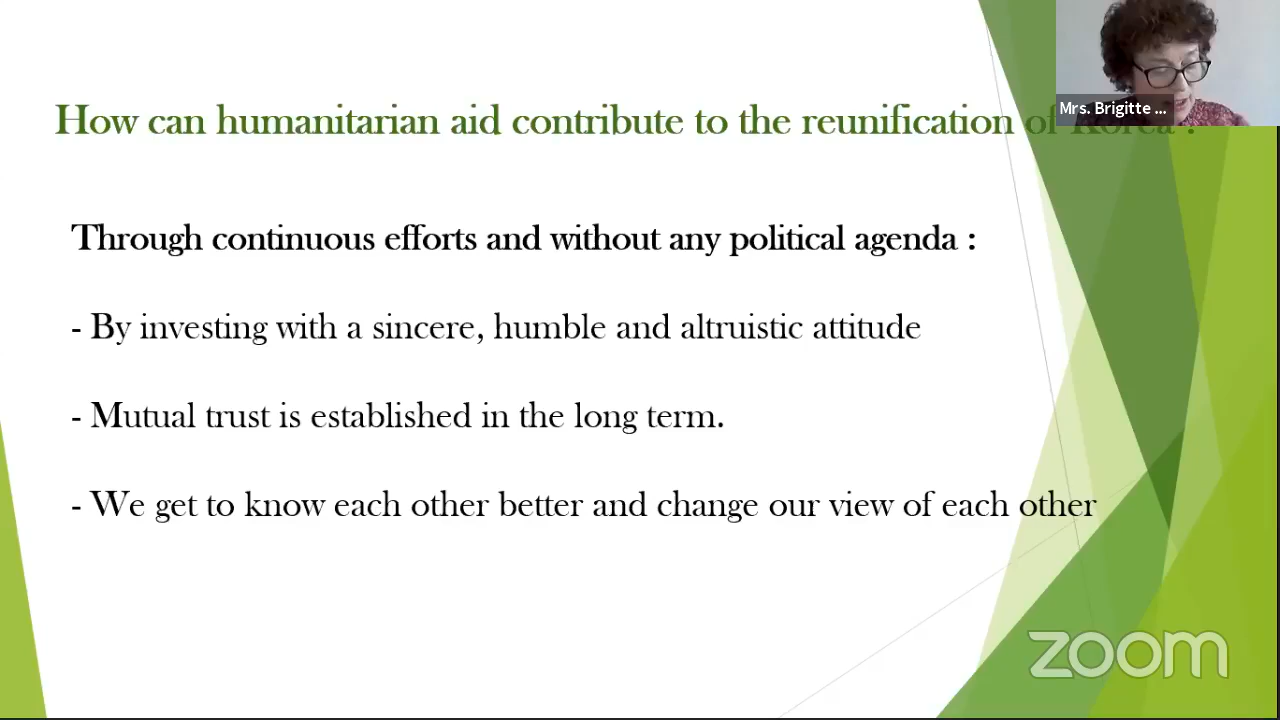 Mrs. Brigitte ...
How can humanitarian aid contribute to the reunification of Korea
Through continuous efforts and without any political agenda :
- By investing with a sincere, humble and altruistic attitude
- Mutual trust is established in the long term.
- We get to know each other better and change our view of each other
zoom